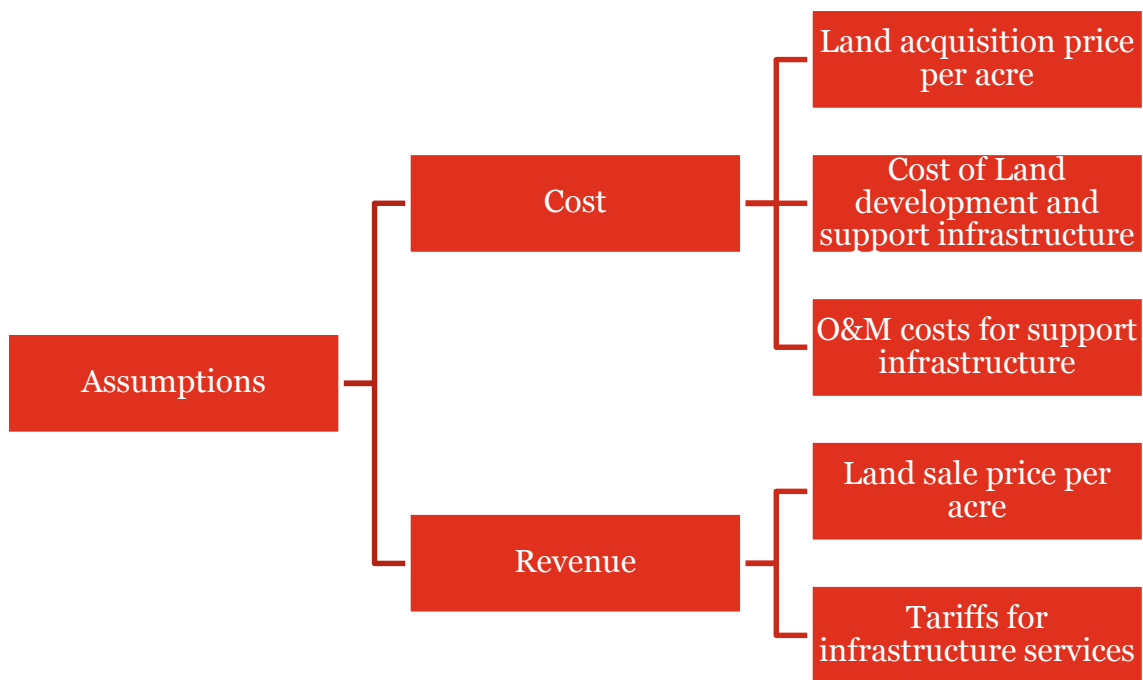 Assumptions
Cost
Land acquisition price
per acre
Cost of Land
development and
support infrastructure
O&M costs for support
infrastructure
Revenue
Land sale price per
acre
Tariffs for
infrastructure services